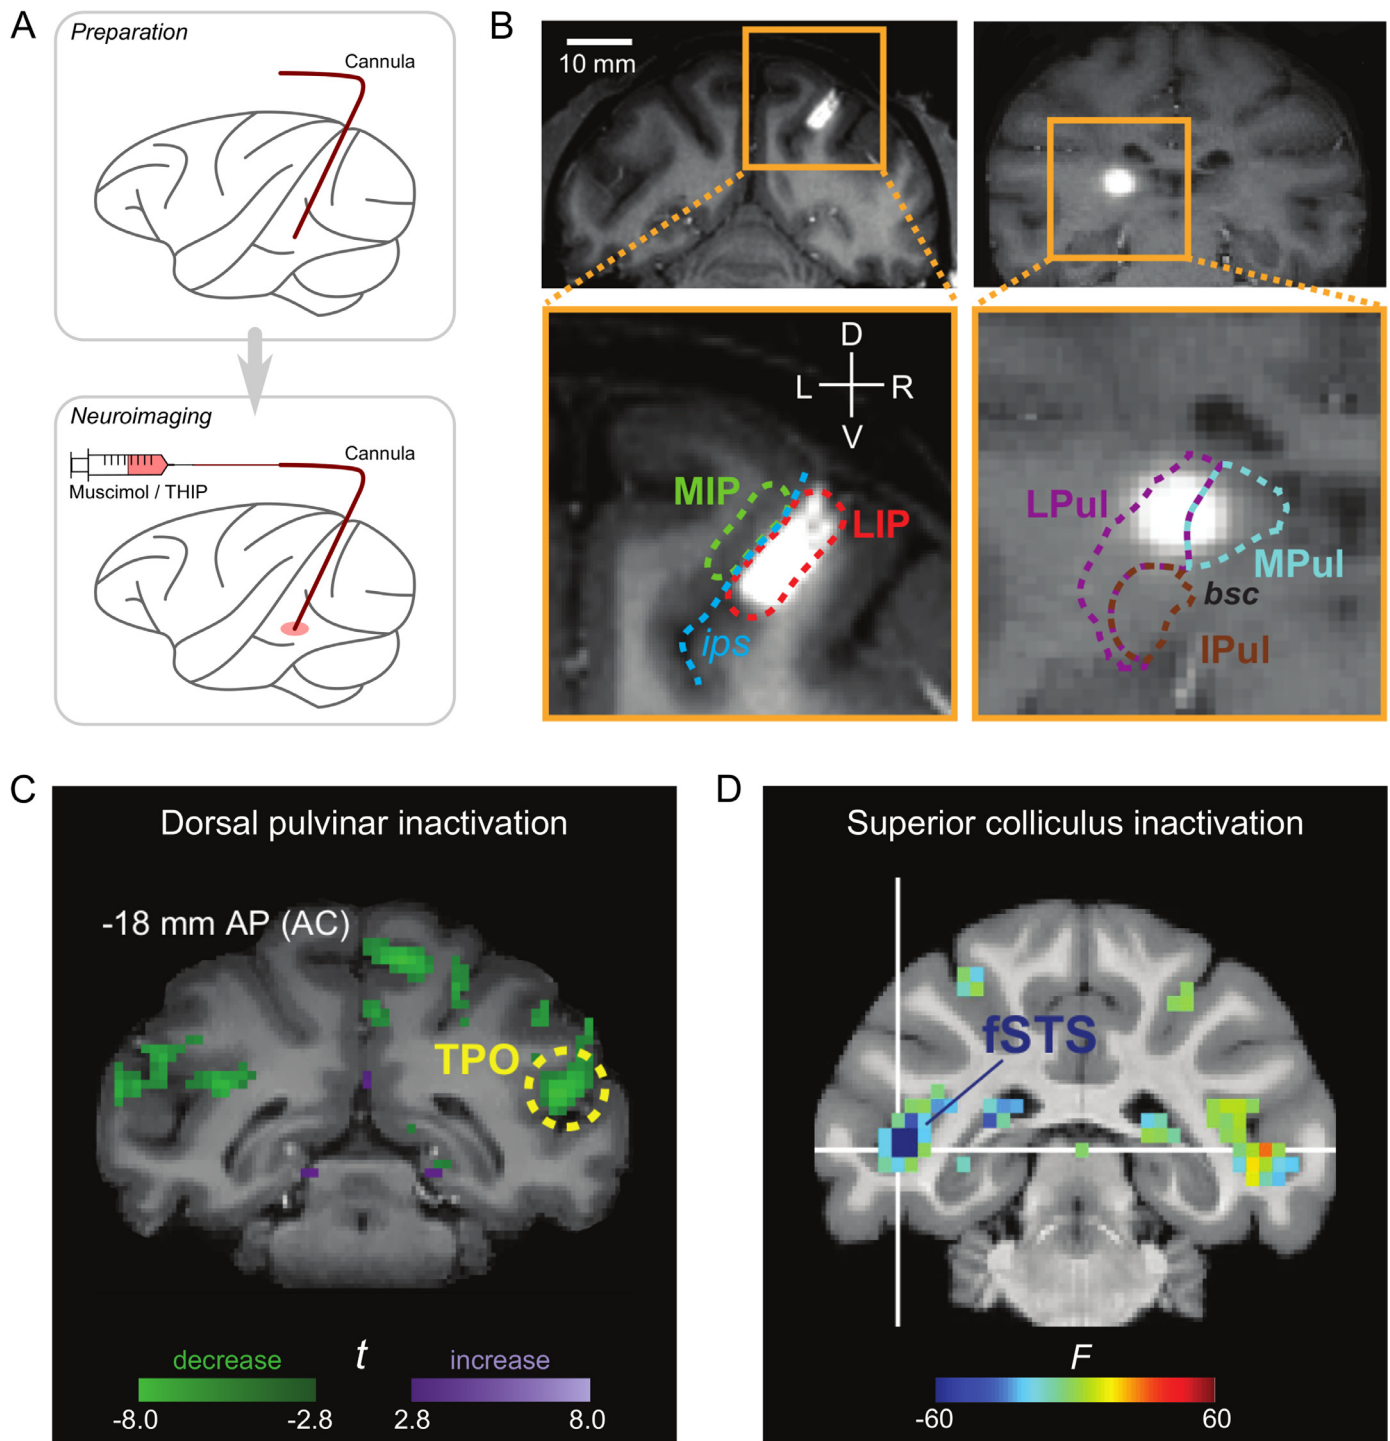 A
Preparation
Cannula
Neuroimaging
Cannula
Muscimol / THIP
B
10 mm
D
L
R
V
MIP
LIP
ips
LPul
MPul
bsc
IPul
C
Dorsal pulvinar inactivation
-18 mm AP (AC)
TPO
t
decrease
increase
-8.0
-2.8
2.8
8.0
D
Superior colliculus inactivation
fSTS
F
-60
60